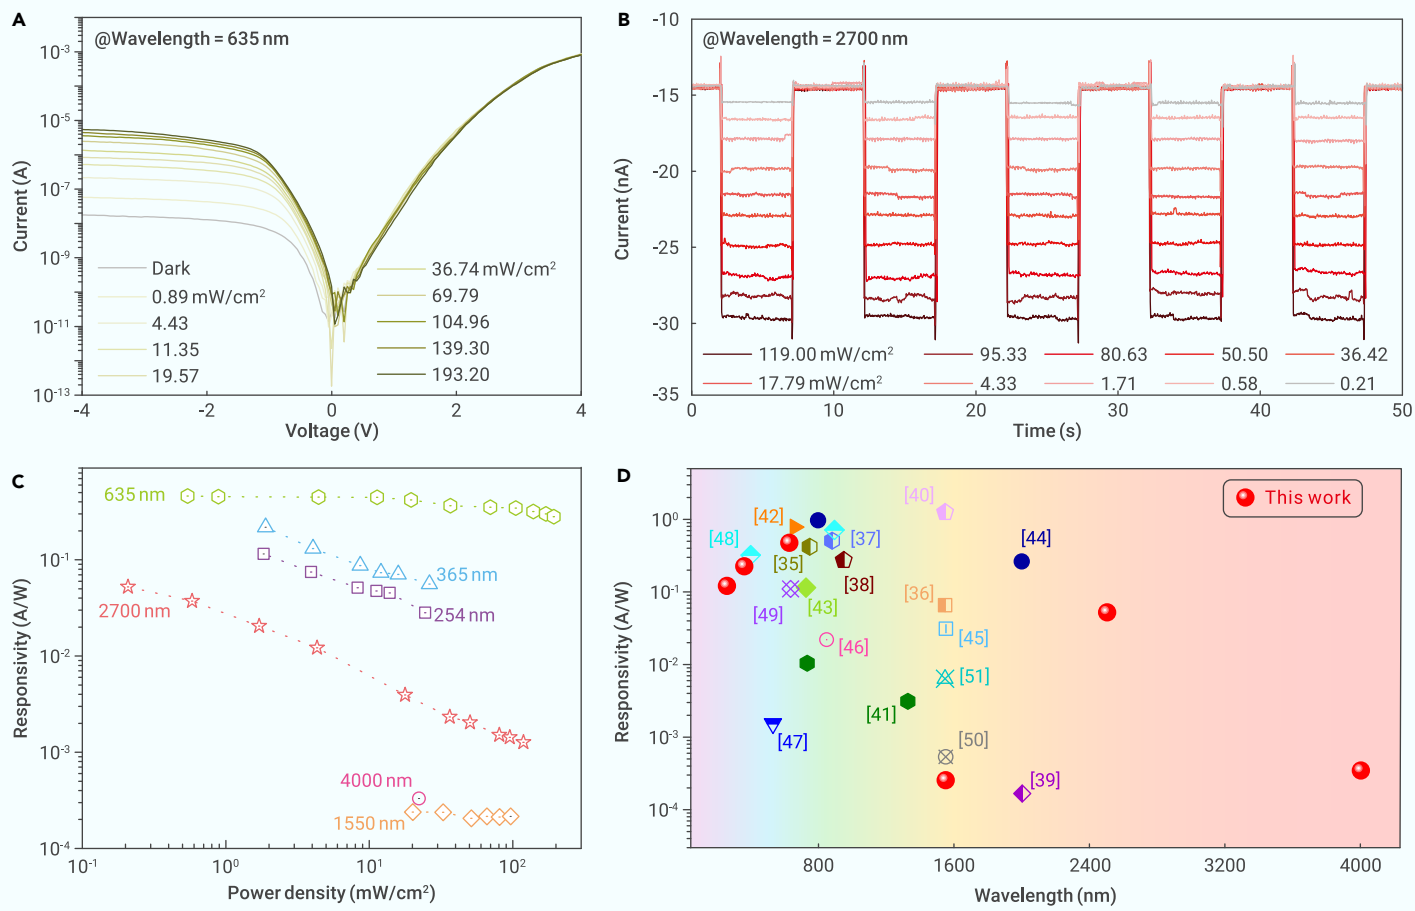 A
@Wavelength = 635 nm
10-3
10-5
10-7
10-9
10-11
10-13
Current (A)
Dark
0.89 mW/cm2
4.43
11.35
19.57
36.74 mW/cm2
69.79
104.96
139.30
193.20
-4
-2
0
2
4
Voltage (V)
B
@Wavelength = 2700 nm
-10
-15
-20
-25
-30
-35
Current (nA)
119.00 mW/cm2
95.33
80.63
50.50
36.42
17.79 mW/cm2
4.33
1.71
0.58
0.21
0
10
20
30
40
50
Time (s)
C
635 nm
365 nm
254 nm
2700 nm
4000 nm
1550 nm
10-1
10-2
10-3
10-4
Responsivity (A/W)
10-1
100
101
102
Power density (mW/cm2)
D
This work
[40]
[42]
[44]
[48]
[37]
[35]
[38]
[36]
[49]
[43]
[45]
[46]
[51]
[41]
[47]
[50]
[39]
100
10-1
10-2
10-3
10-4
Responsivity (A/W)
800
1600
2400
3200
4000
Wavelength (nm)